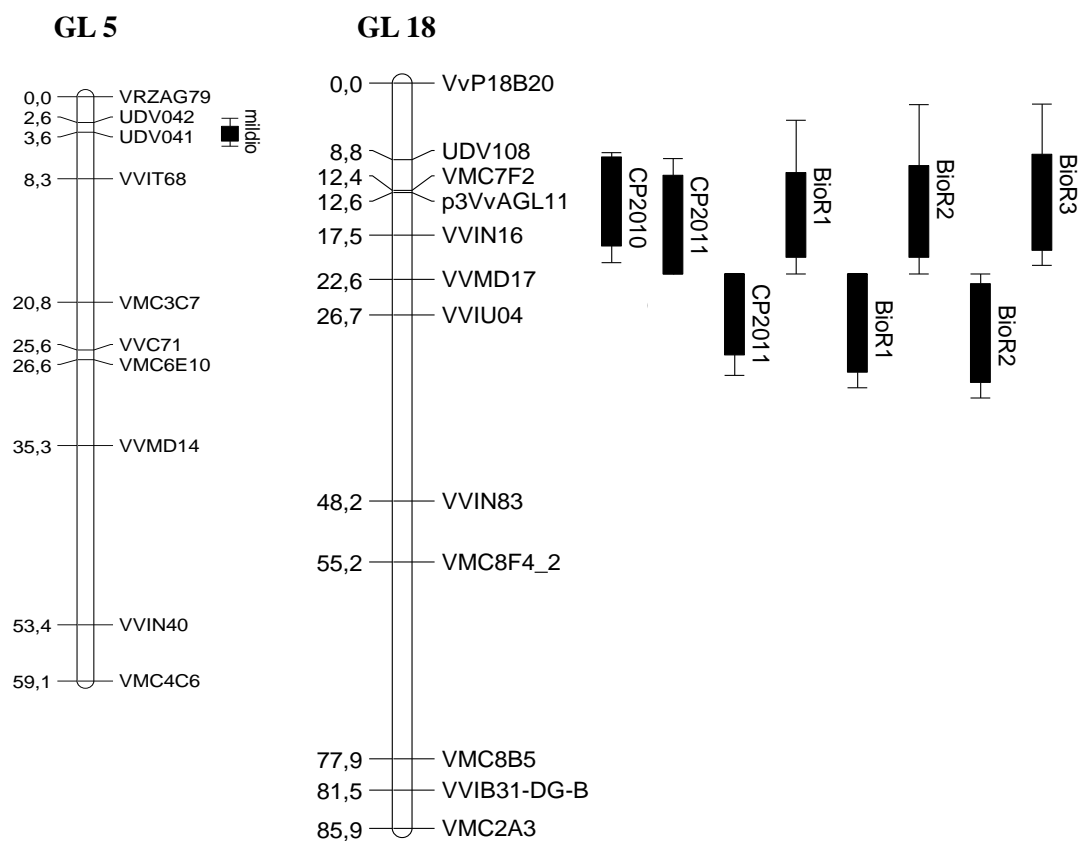 GL 5
0,0 VRZAG79
2,6 UDV042
3,6 UDV041
8,3 VVIT68
20,8 VMC3C7
25,6 VVC71
26,6 VMC6E10
35,3 VVMD14
53,4 VVIN40
59,1 VMC4C6
mildio
GL 18
0,0 VvP18B20
8,8 UDV108
12,4 VMC7F2
12,6 p3VvAGL11
17,5 VVIN16
22,6 VVMD17
26,7 VVIU04
48,2 VVIN83
55,2 VMC8F4_2
77,9 VMC8B5
81,5 VVIB31-DG-B
85,9 VMC2A3
CP2010
CP2011
CP2011
BioR1
BioR1
BioR2
BioR2
BioR3